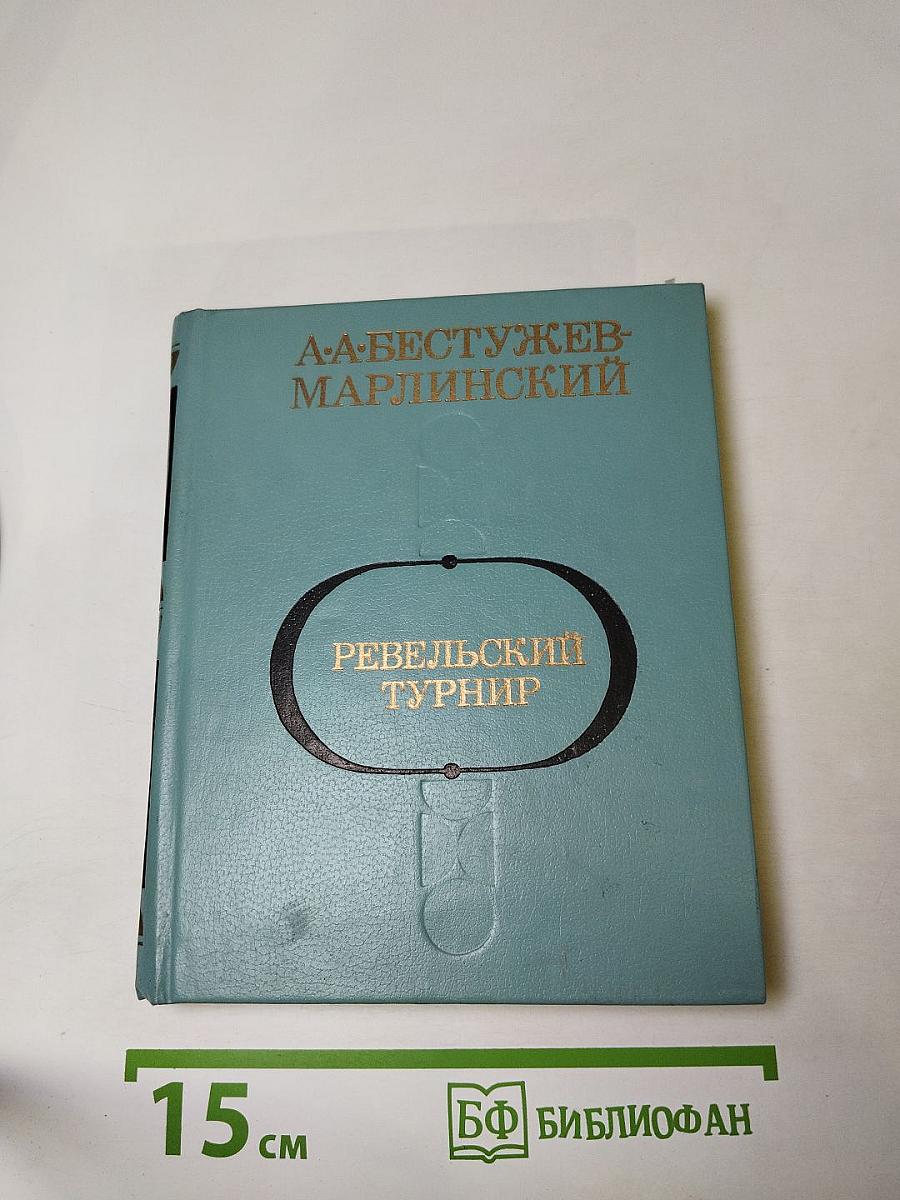 А·А·БЕСТУЖЕВ-
МАРЛИНСКИЙ
РЕВЕЛЬСКИЙ
ТУРНИР
15 см
БФ БИБЛИОФАН